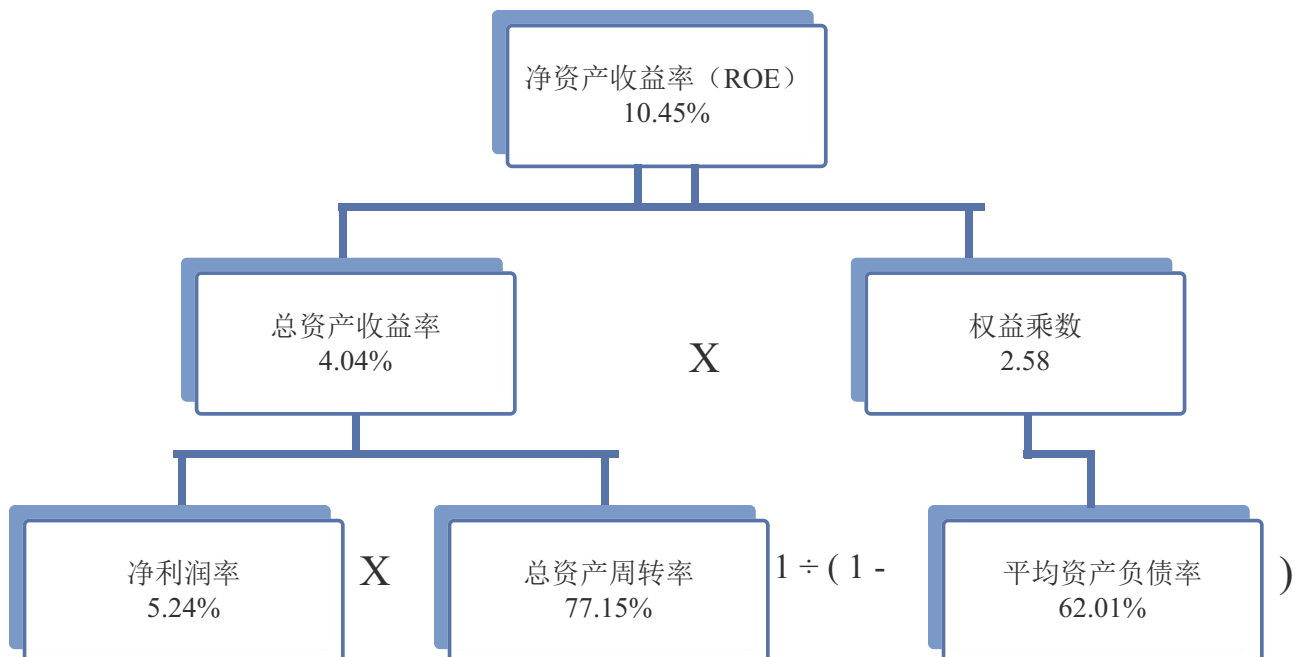 净资产收益率（ROE）
10.45%
总资产收益率
4.04%
X
权益乘数
2.58
净利润率
5.24%
X
总资产周转率
77.15%
1 ÷ ( 1 -
平均资产负债率
62.01%
)